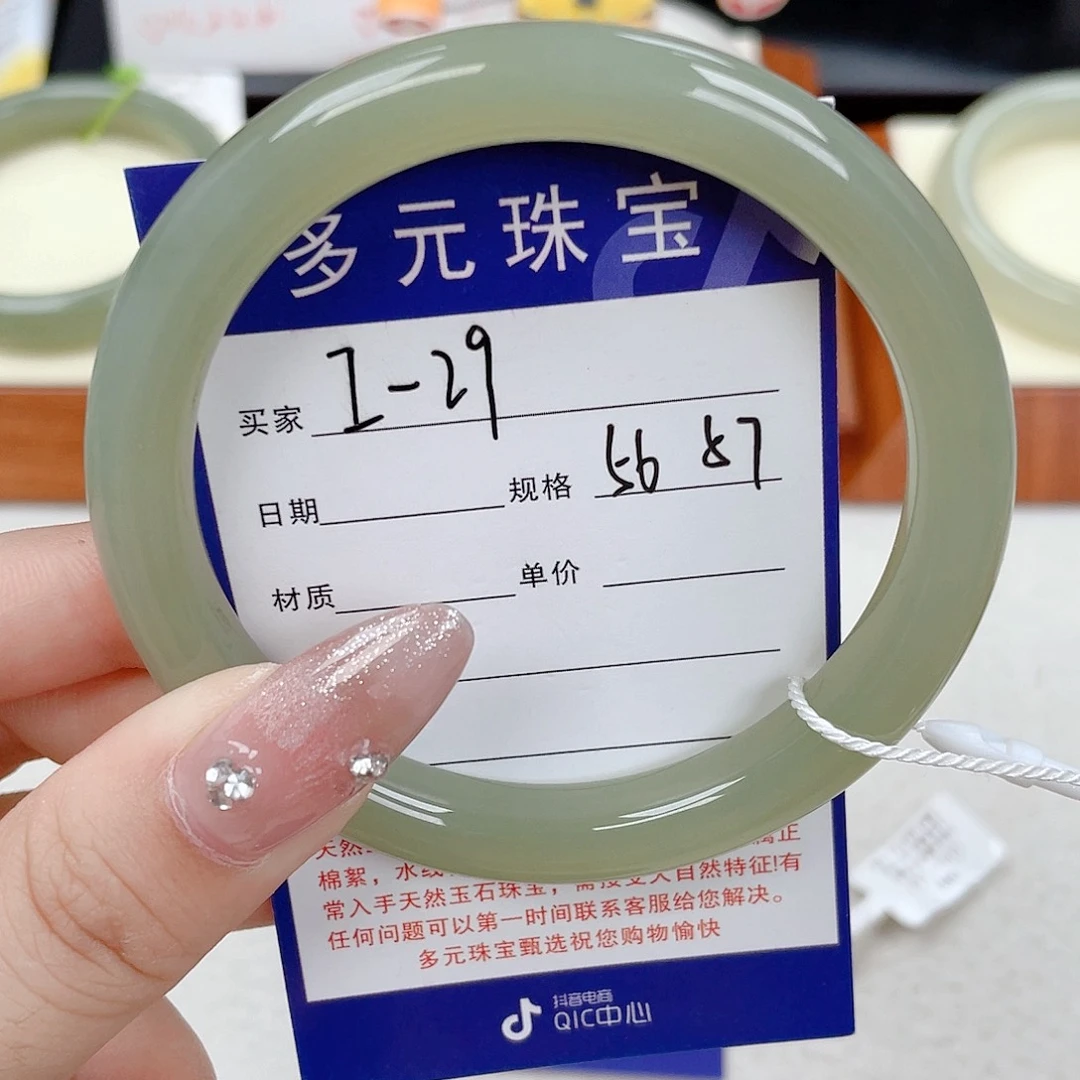 多元珠宝
买家 I-29
日期 规格 56 87
材质 单价
天然
棉絮，水线
常入手天然玉石珠宝，需接受大自然特征!有
任何问题可以第一时间联系客服给您解决。
多元珠宝甄选祝您购物愉快
抖音电商
QIC中心